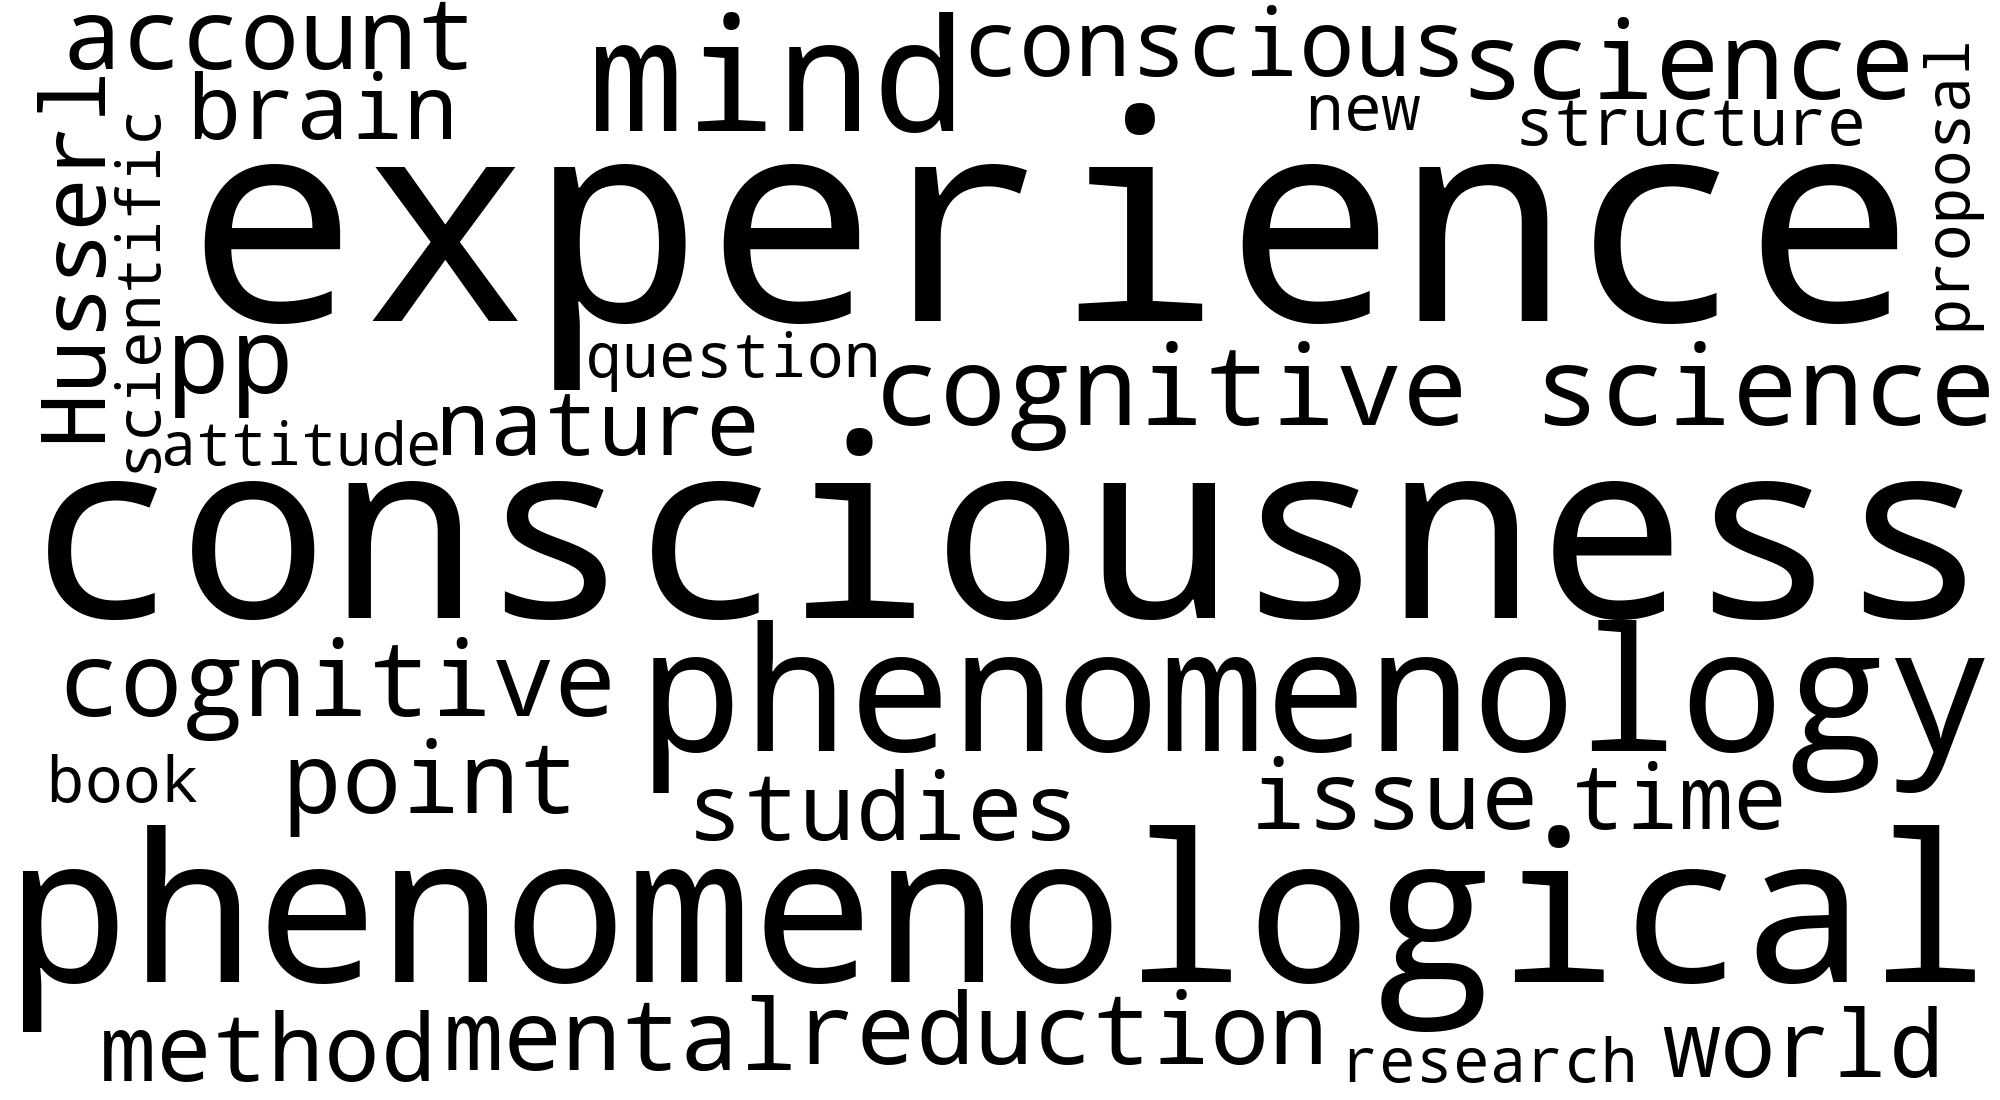 account
mind
conscious
science
brain
new
structure
proposal
Husserl
scientific
experience
pp
question
cognitive science
attitude
nature
consciousness
cognitive
phenomenology
book
point
studies
issue
time
phenomenological
method
mental
reduction
research
world